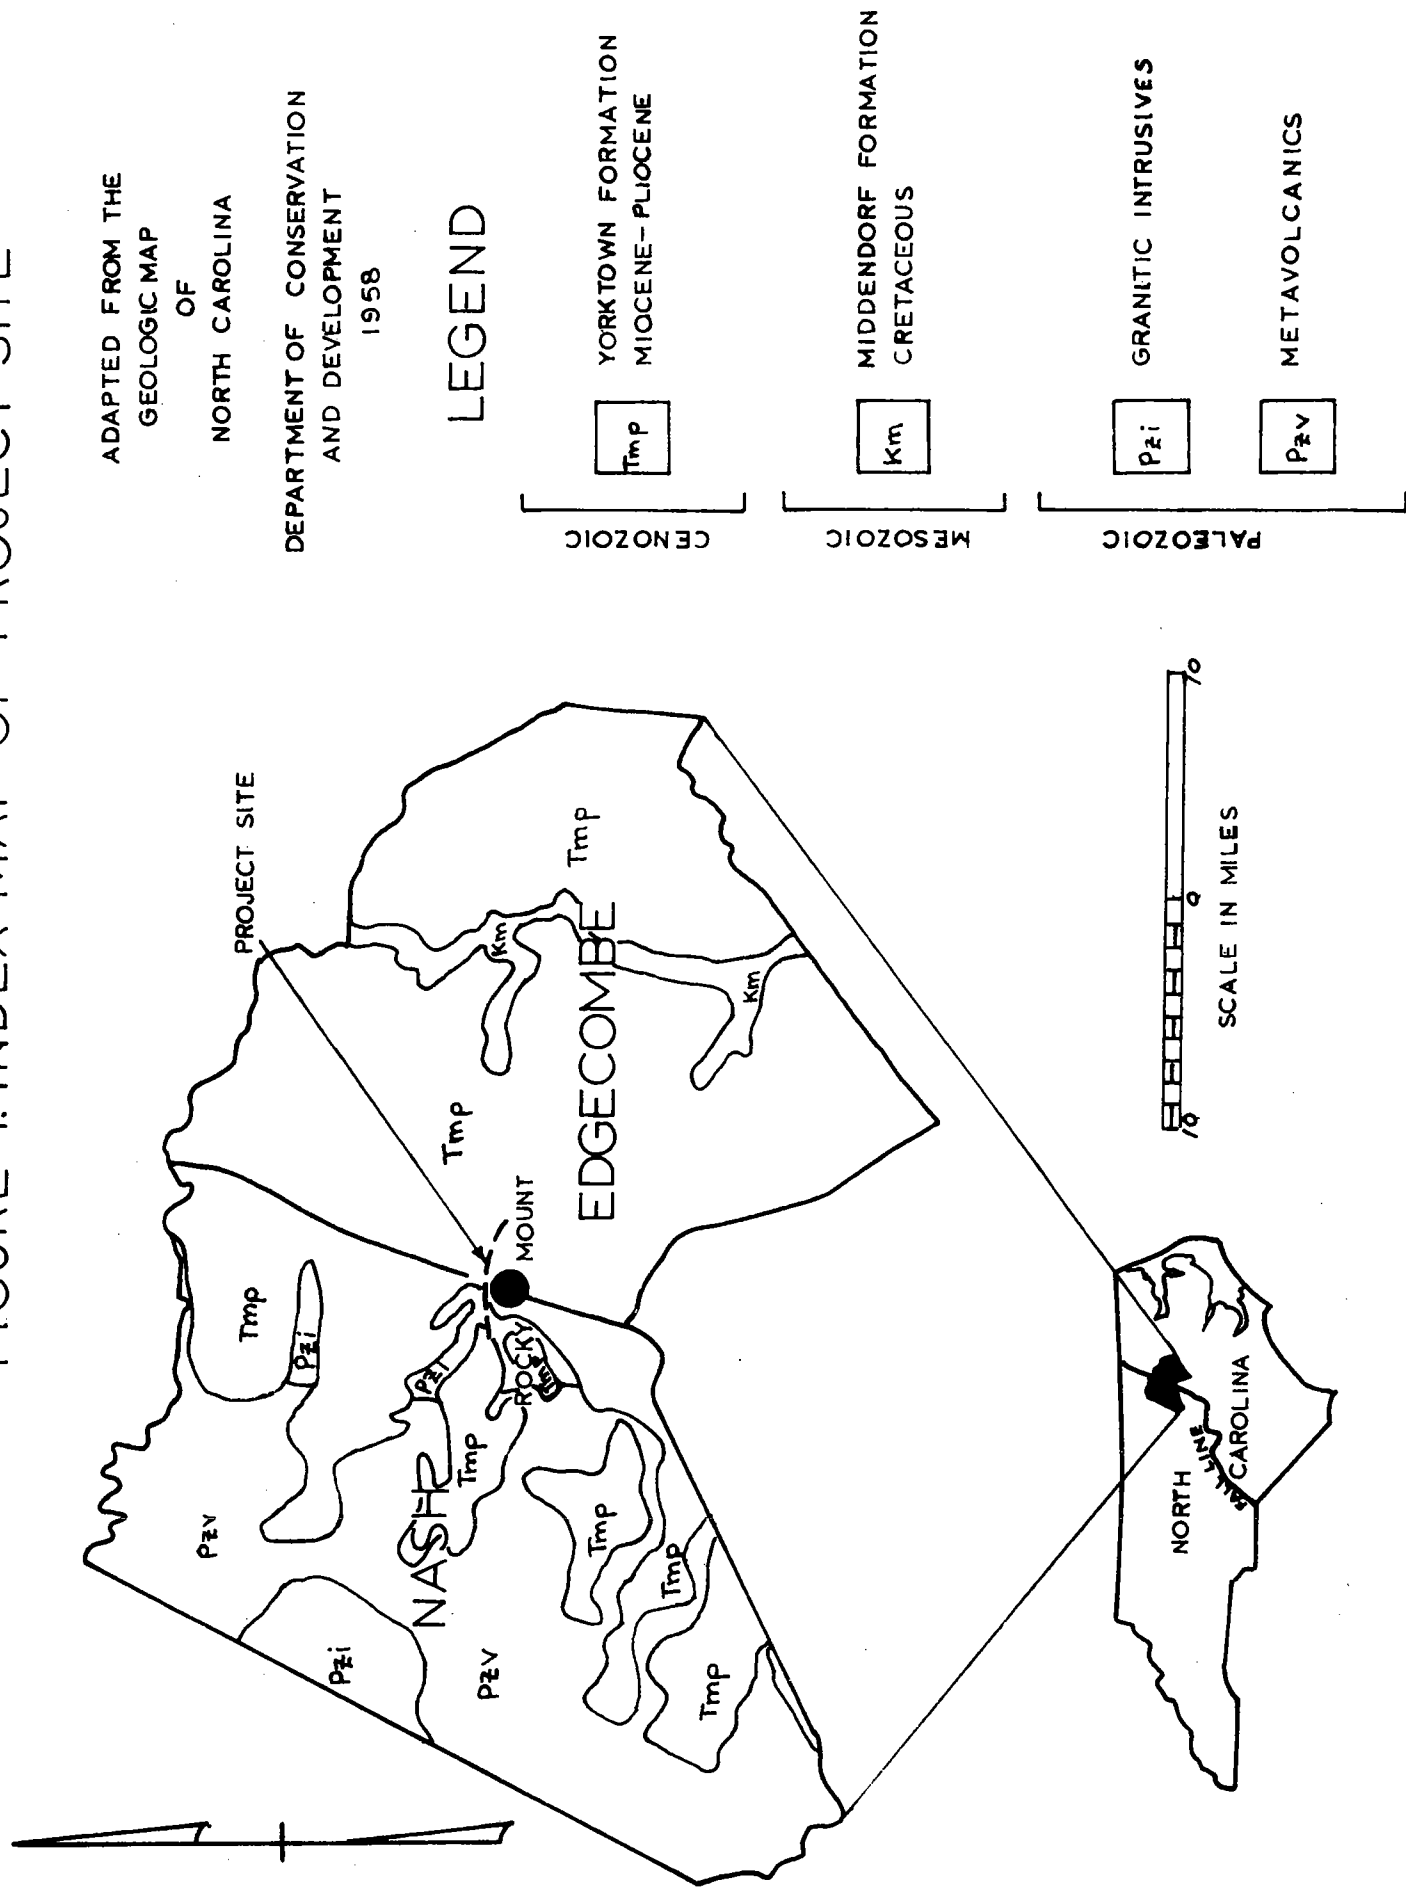 FIGURE 1. INDEX MAP OF PROJECT SITE
ADAPTED FROM THE
GEOLOGIC MAP
OF
NORTH CAROLINA
DEPARTMENT OF CONSERVATION
AND DEVELOPMENT
1958
LEGEND
CENOZOIC
Tmp
YORKTOWN FORMATION
MIOCENE-PLIOCENE
MESOZOIC
Km
MIDDENDORF FORMATION
CRETACEOUS
PALEOZOIC
Pzi
GRANITIC INTRUSIVES
Pzv
METAVOLCANICS
PROJECT SITE
Tmp
Pzi
Pzv
Pzi
Pzi
NASH
Tmp
Pzv
ROCKY
MOUNT
Tmp
Tmp
Tmp
Tmp
Tmp
EDGECOMBE
Km
Tmp
Km
10
0
10
SCALE IN MILES
NORTH
CAROLINA
FALL LINE